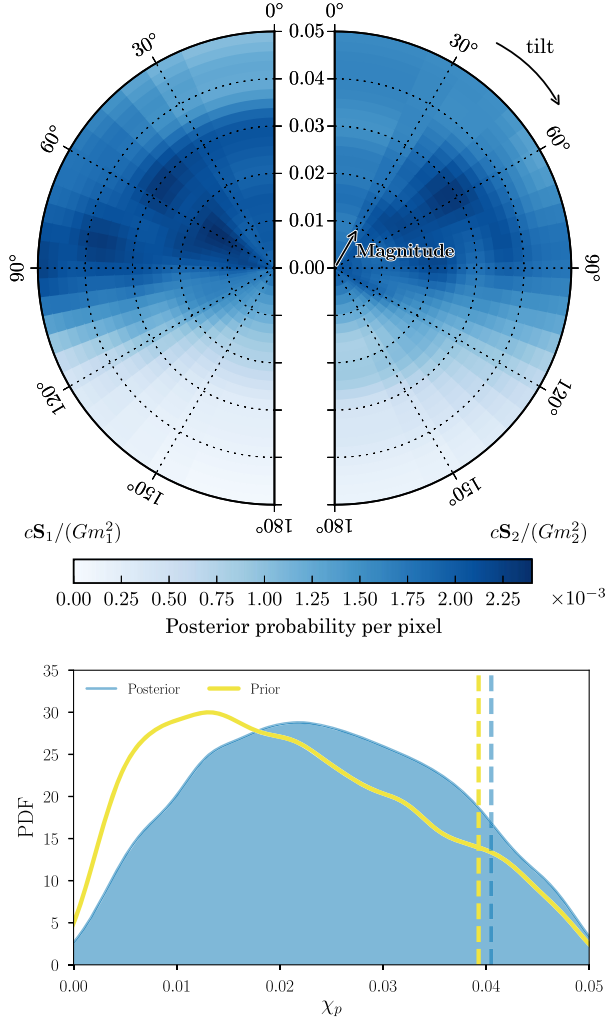 0° 0.05 0°
30° 30° tilt
0.04
60° 0.03 60°
0.02
0.01
Magnitude
90° 0.00 90°
120° 120°
150° 150°
180° 180°
cS₁/(Gm₁²) cS₂/(Gm₂²)
0.00 0.25 0.50 0.75 1.00 1.25 1.50 1.75 2.00 2.25 ×10⁻³
Posterior probability per pixel
35
Posterior Prior
30
25
20
PDF
15
10
5
0
0.00 0.01 0.02 0.03 0.04 0.05
χₚ